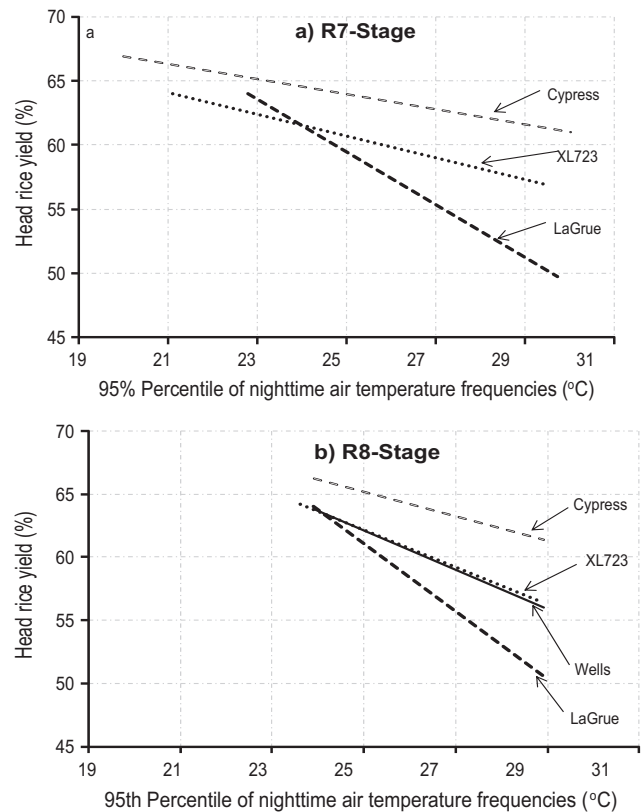 a
a) R7-Stage
70
65
60
55
50
45
Head rice yield (%)
Cypress
XL723
LaGrue
19 21 23 25 27 29 31
95% Percentile of nighttime air temperature frequencies (oC)
b) R8-Stage
70
65
60
55
50
45
Head rice yield (%)
Cypress
XL723
Wells
LaGrue
19 21 23 25 27 29 31
95th Percentile of nighttime air temperature frequencies (oC)